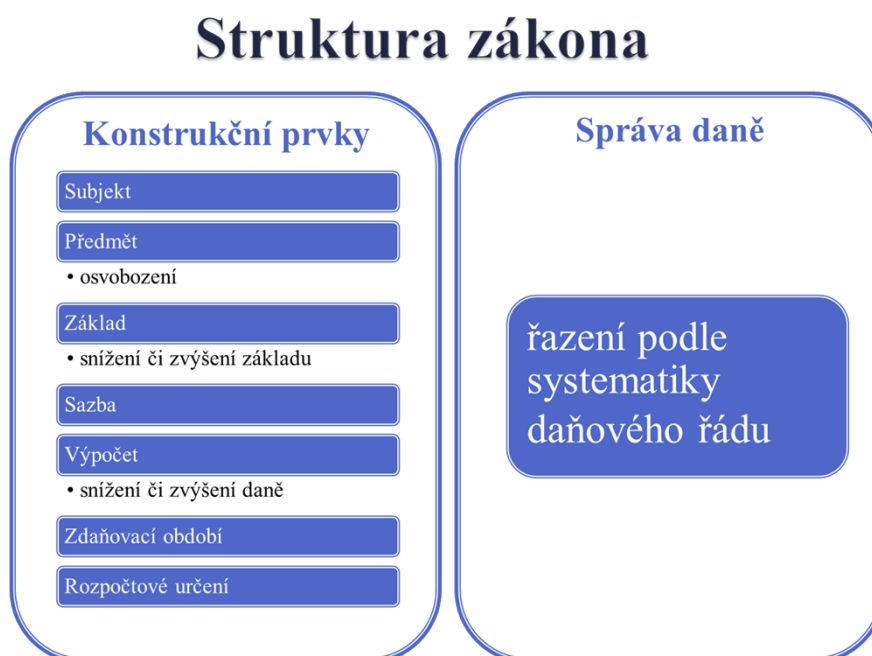 Struktura zákona
Konstrukční prvky
Subjekt
Předmět
• osvobození
Základ
• snížení či zvýšení základu
Sazba
Výpočet
• snížení či zvýšení daně
Zdaňovací období
Rozpočtové určení
Správa daně
řazení podle
systematiky
daňového řádu